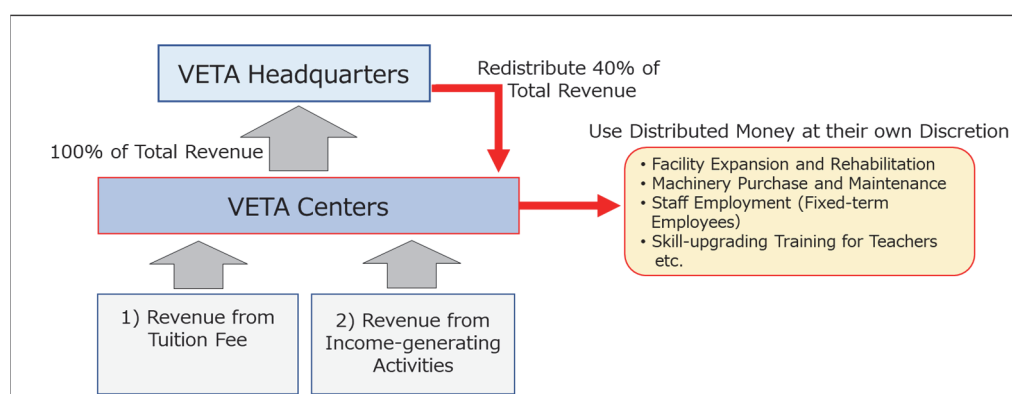 VETA Headquarters
Redistribute 40% of
Total Revenue
100% of Total Revenue
Use Distributed Money at their own Discretion
VETA Centers
• Facility Expansion and Rehabilitation
• Machinery Purchase and Maintenance
• Staff Employment (Fixed-term
Employees)
• Skill-upgrading Training for Teachers
etc.
1) Revenue from
Tuition Fee
2) Revenue from
Income-generating
Activities